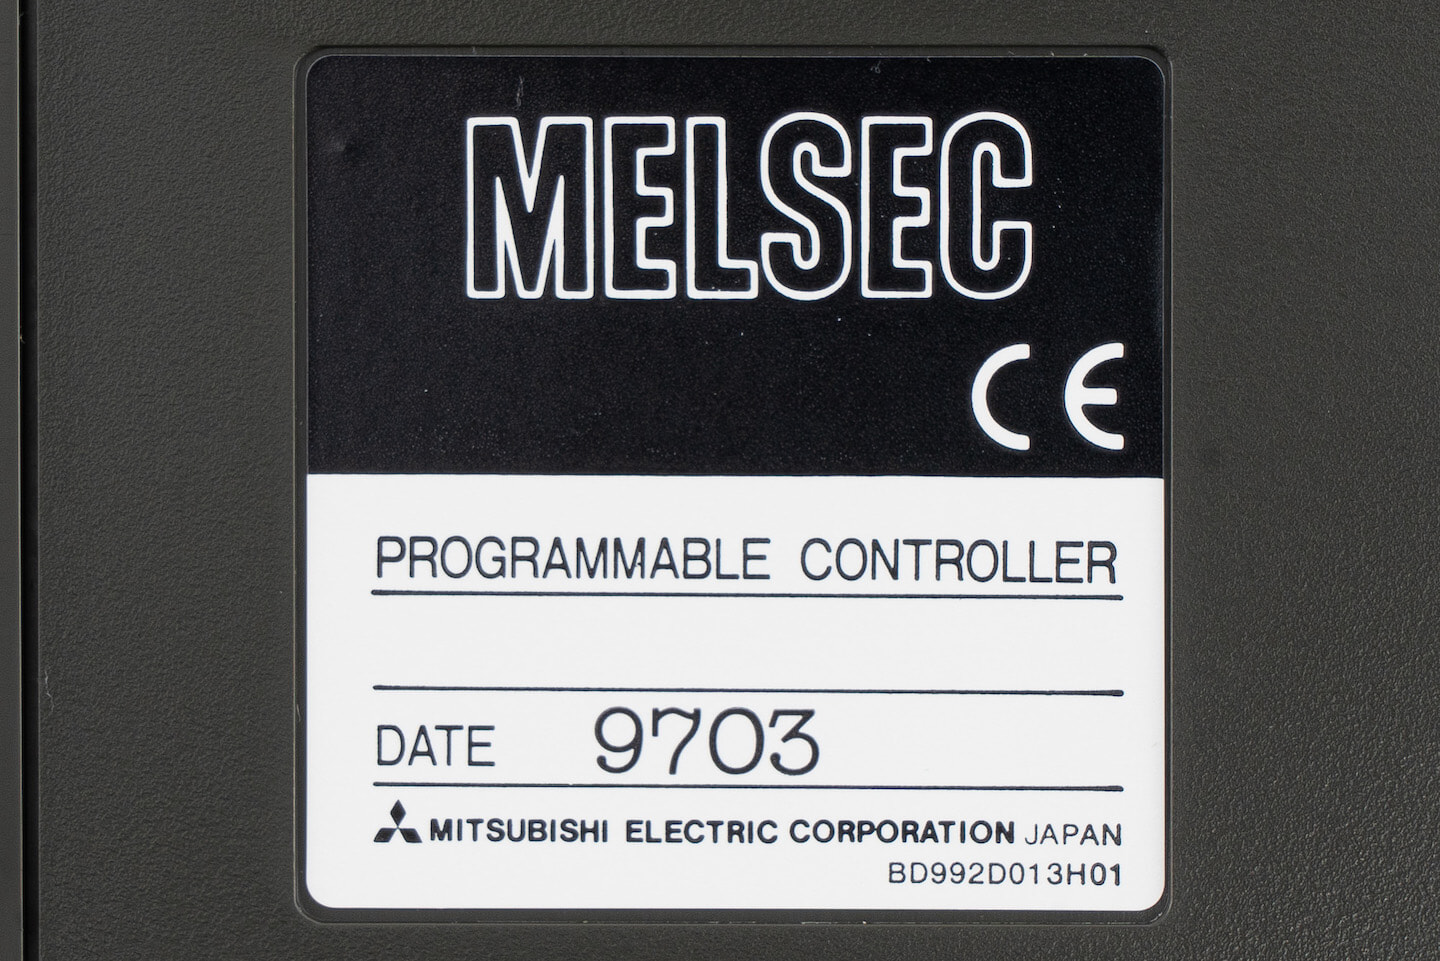 MELSEC
CE
PROGRAMMABLE CONTROLLER
DATE 9703
MITSUBISHI ELECTRIC CORPORATION JAPAN
BD992D013H01